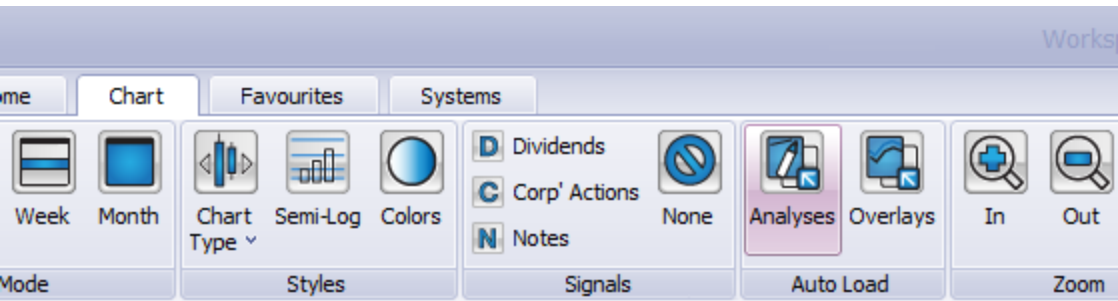 Works
ome Chart Favourites Systems
D Dividends
C Corp' Actions
N Notes
Week Month Chart Type Semi-Log Colors None Analyses Overlays In Out
Mode Styles Signals Auto Load Zoom